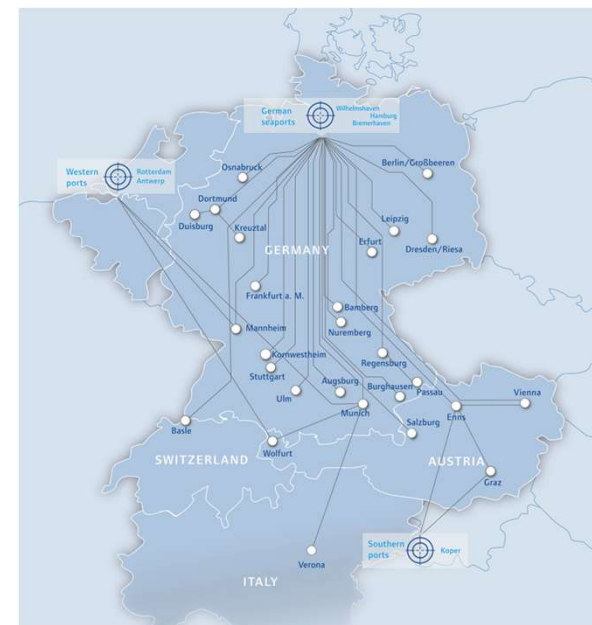 German
seaports
Wilhelmshaven
Hamburg
Bremerhaven
Western
ports
Rotterdam
Antwerp
Osnabruck
Berlin/Großbeeren
Dortmund
Duisburg
Kreuztal
Leipzig
Erfurt
Dresden/Riesa
GERMANY
Frankfurt a. M.
Bamberg
Nuremberg
Mannheim
Kornwestheim
Stuttgart
Regensburg
Ulm
Augsburg
Burghausen
Passau
Vienna
Munich
Enns
Basle
Salzburg
Wolfurt
SWITZERLAND
AUSTRIA
Graz
Southern
ports
Koper
Verona
ITALY